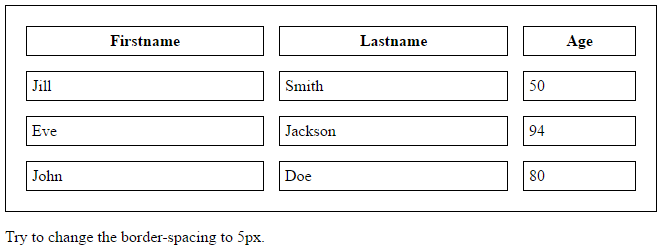 Firstname Lastname Age
Jill Smith 50
Eve Jackson 94
John Doe 80
Try to change the border-spacing to 5px.